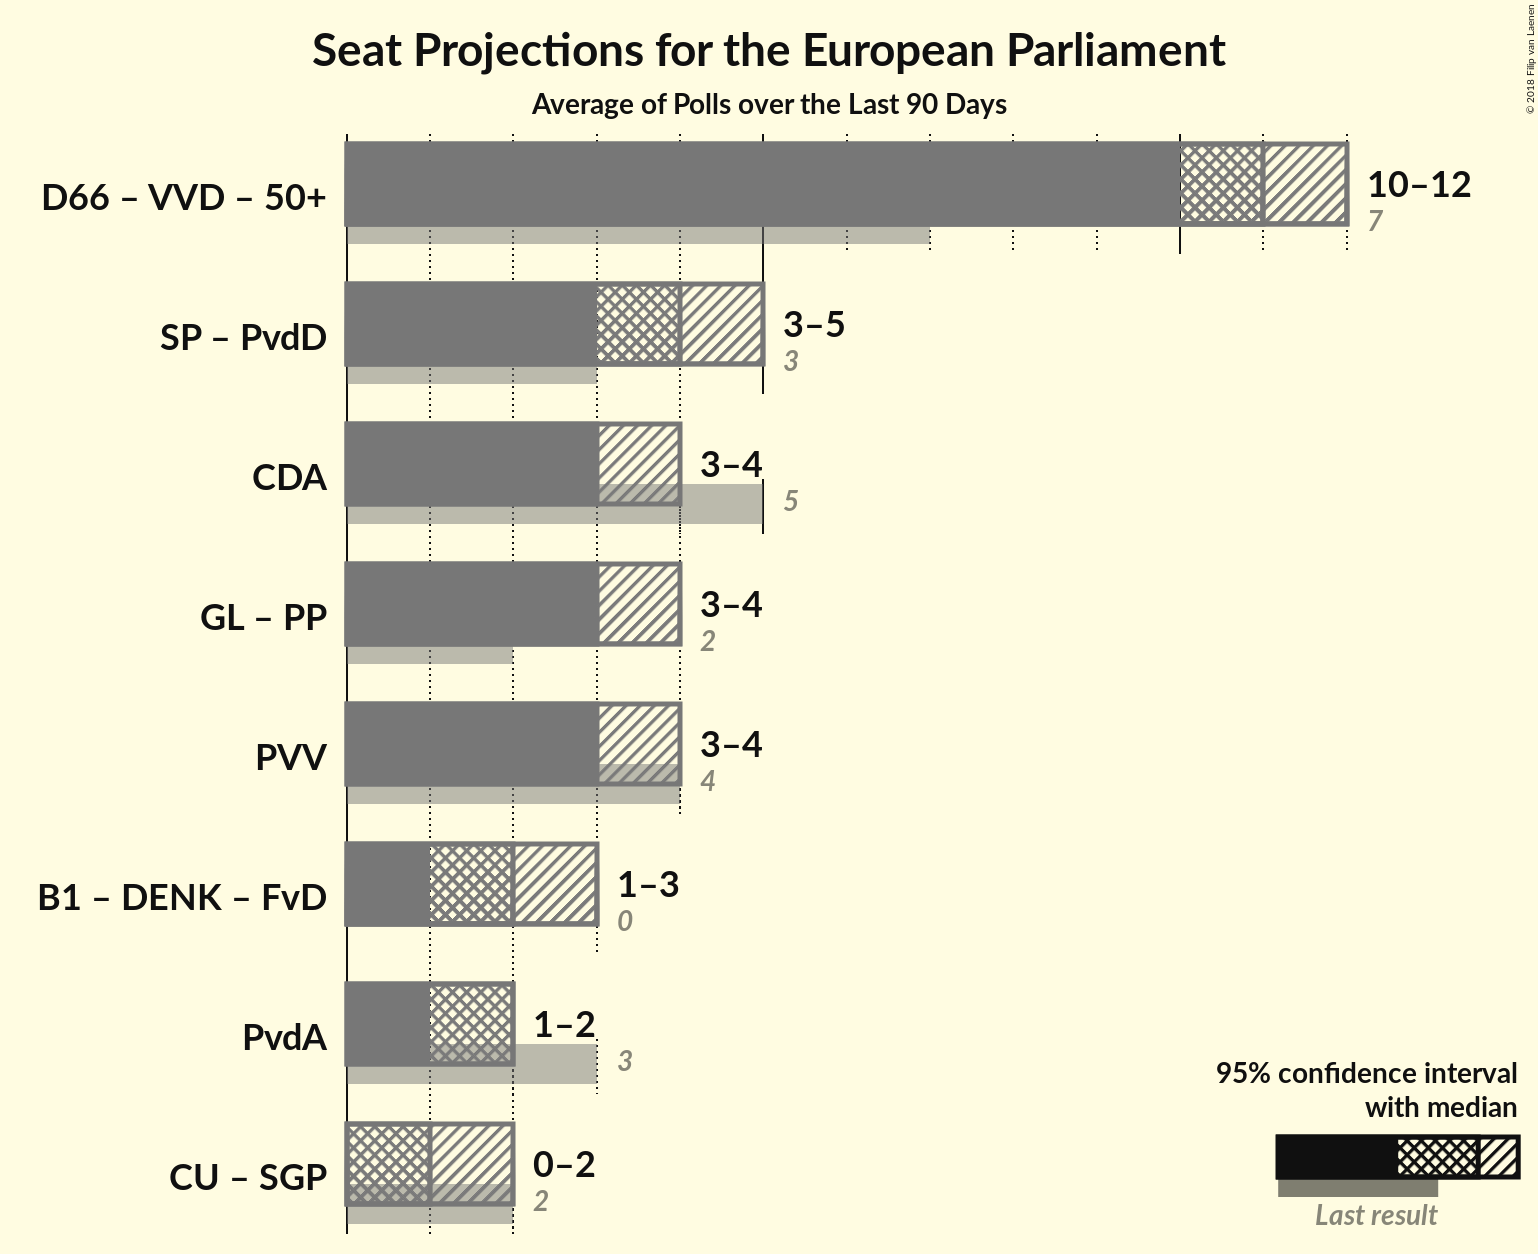 Seat Projections for the European Parliament
Average of Polls over the Last 90 Days
© 2018 Filip van Laenen
D66 – VVD – 50+
10–12
7
SP – PvdD
3–5
3
CDA
3–4
5
GL – PP
3–4
2
PVV
3–4
4
B1 – DENK – FvD
1–3
0
PvdA
1–2
3
CU – SGP
0–2
2
95% confidence interval
with median
Last result